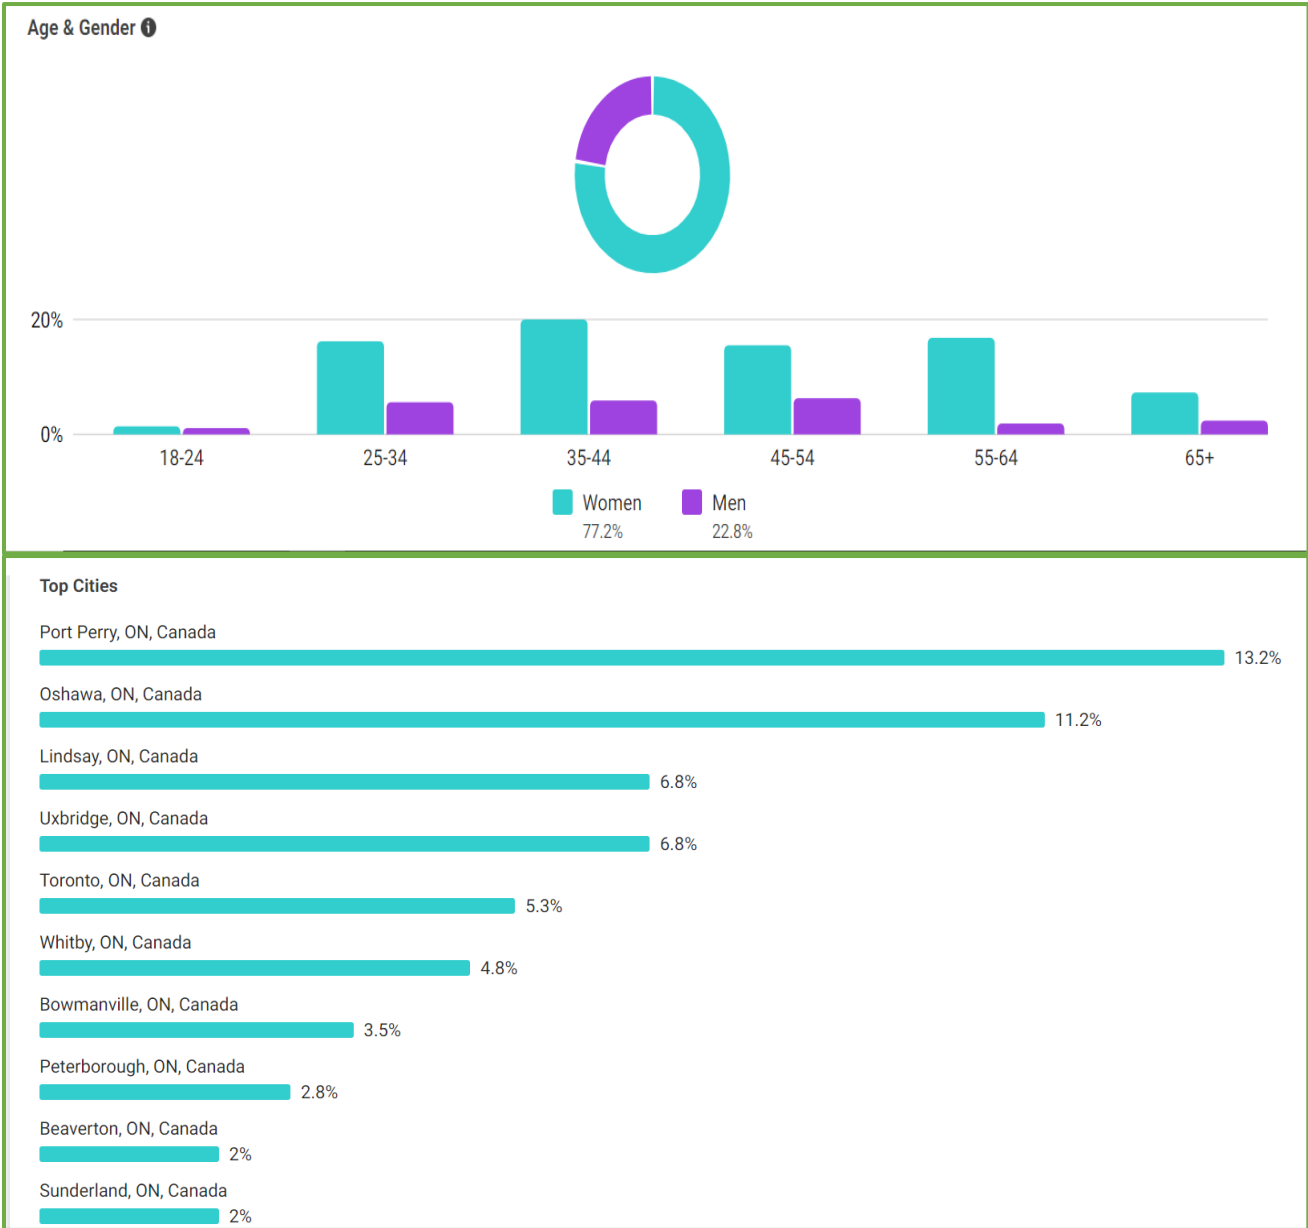 Age & Gender
20%
0%
18-24 25-34 35-44 45-54 55-64 65+
Women Men
77.2% 22.8%
Top Cities
Port Perry, ON, Canada
13.2%
Oshawa, ON, Canada
11.2%
Lindsay, ON, Canada
6.8%
Uxbridge, ON, Canada
6.8%
Toronto, ON, Canada
5.3%
Whitby, ON, Canada
4.8%
Bowmanville, ON, Canada
3.5%
Peterborough, ON, Canada
2.8%
Beaverton, ON, Canada
2%
Sunderland, ON, Canada
2%